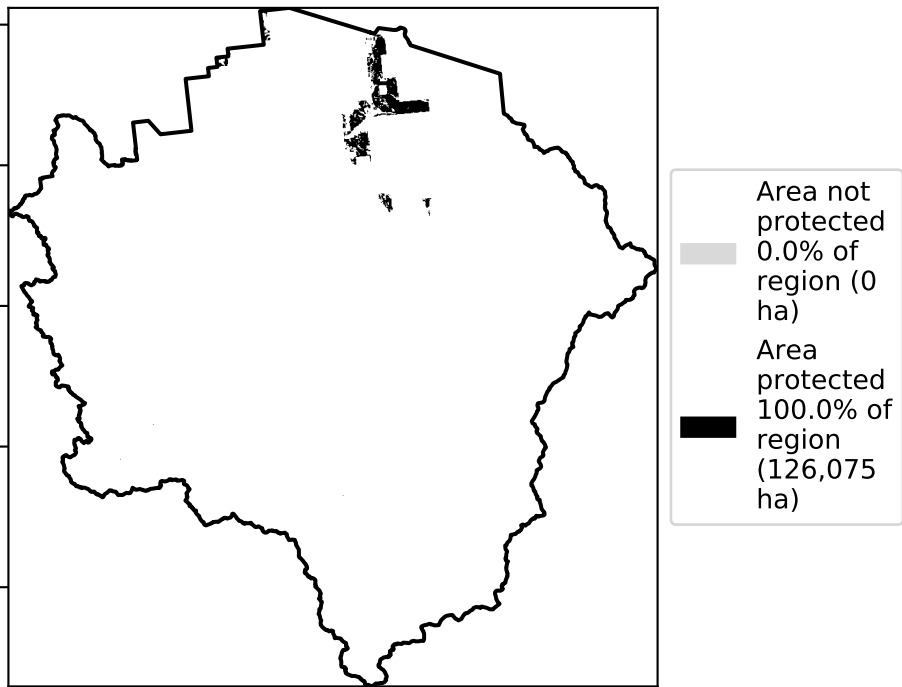 Area not
protected
0.0% of
region (0
ha)
Area
protected
100.0% of
region
(126,075
ha)